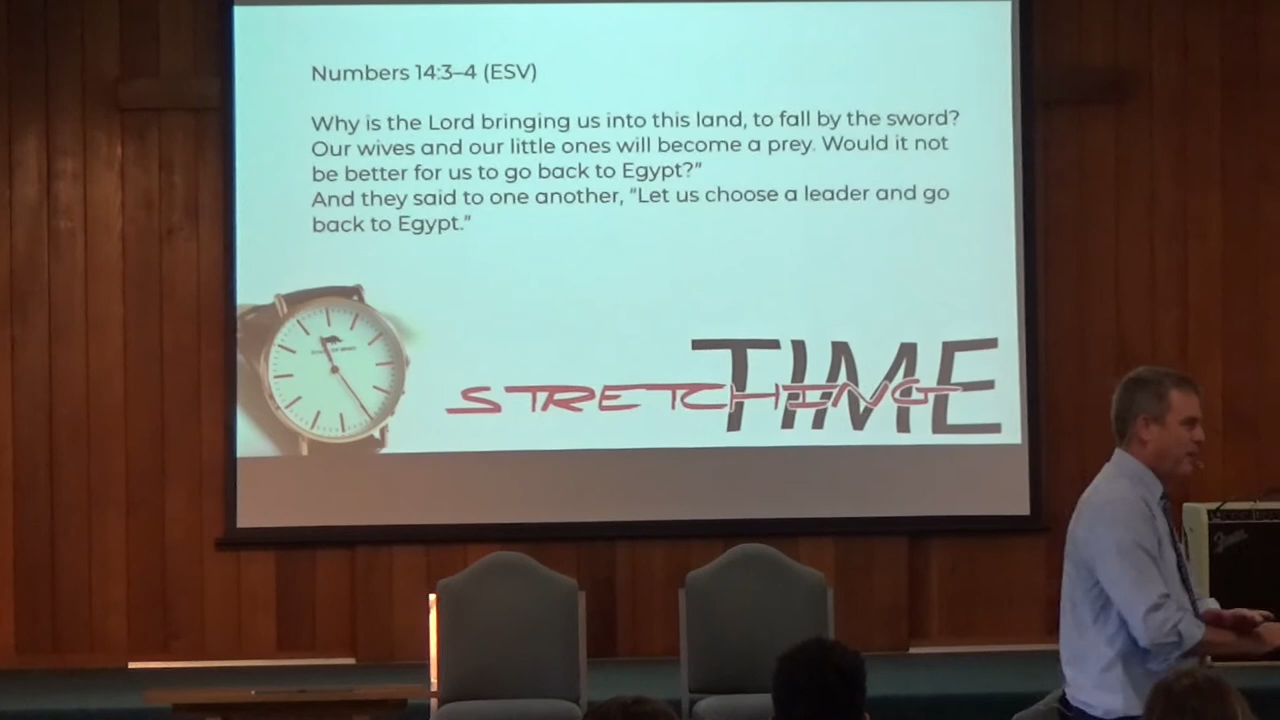 Numbers 14:3–4 (ESV)
Why is the Lord bringing us into this land, to fall by the sword?
Our wives and our little ones will become a prey. Would it not
be better for us to go back to Egypt?"
And they said to one another, "Let us choose a leader and go
back to Egypt."
STRETCHING TIME
Fender